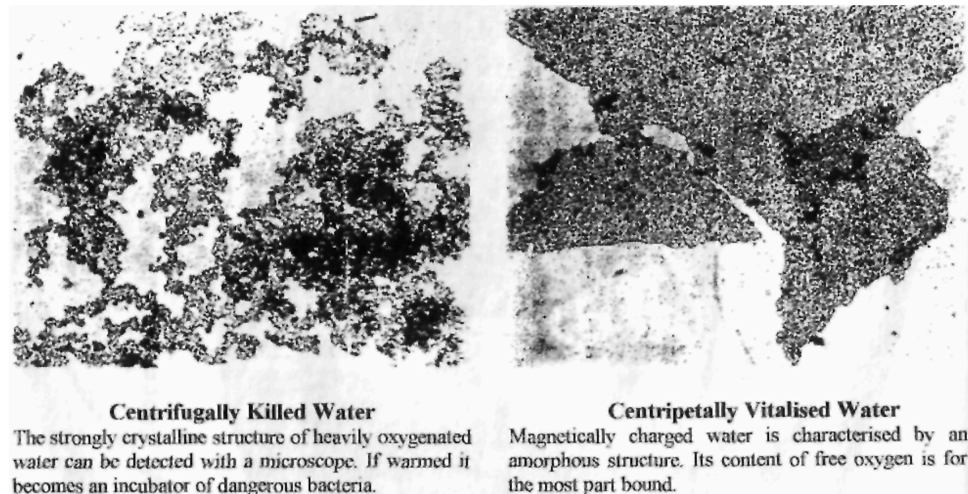 Centrifugally Killed Water
The strongly crystalline structure of heavily oxygenated
water can be detected with a microscope. If warmed it
becomes an incubator of dangerous bacteria.
Centripetally Vitalised Water
Magnetically charged water is characterised by an
amorphous structure. Its content of free oxygen is for
the most part bound.